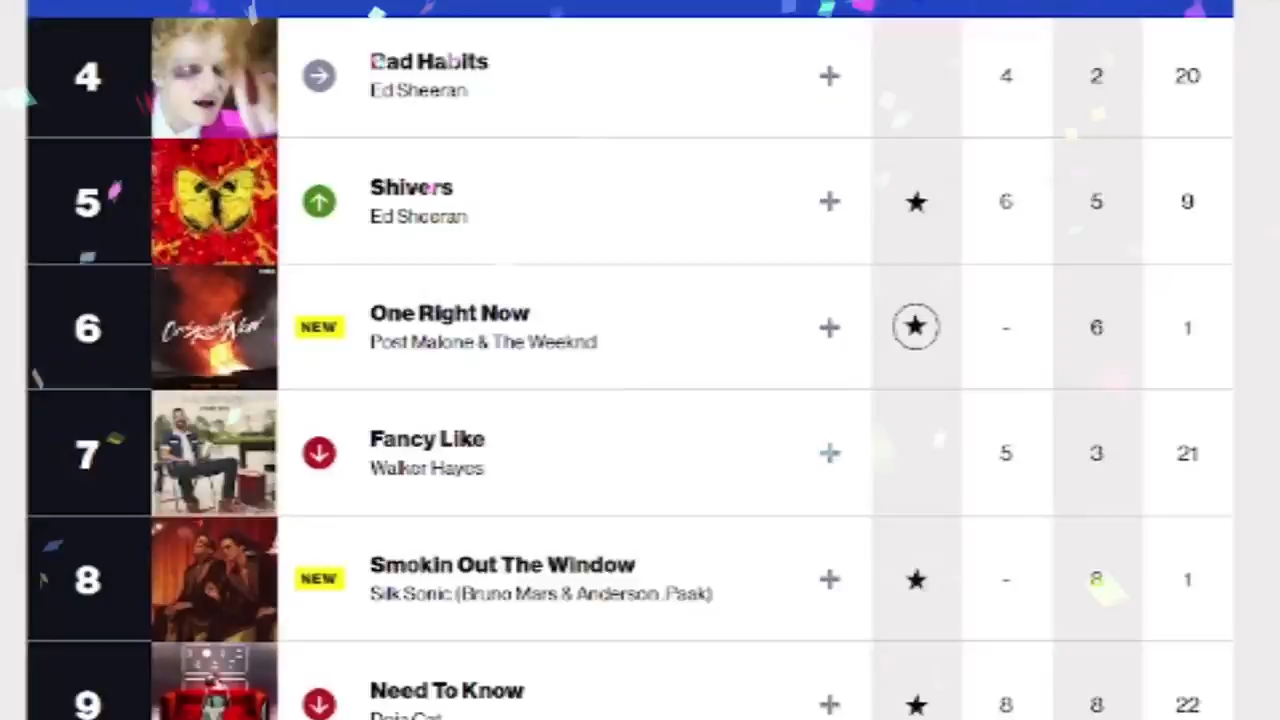 4
Bad Habits
Ed Sheeran
4 2 20
5
Shivers
Ed Sheeran
6 5 9
6
NEW
One Right Now
Post Malone & The Weeknd
- 6 1
7
Fancy Like
Walker Hayes
5 3 21
8
NEW
Smokin Out The Window
Silk Sonic (Bruno Mars & Anderson .Paak)
- 8 1
9
Need To Know
Doja Cat
8 8 22